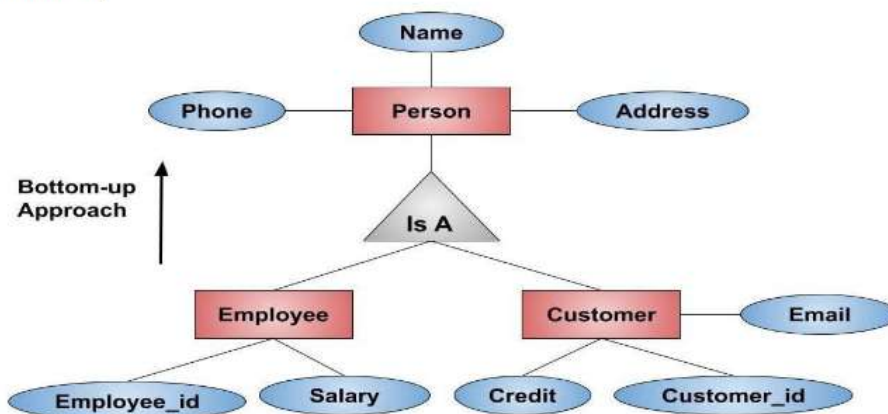 Name
Phone
Person
Address
Bottom-up
Approach
Is A
Employee
Customer
Email
Employee_id
Salary
Credit
Customer_id